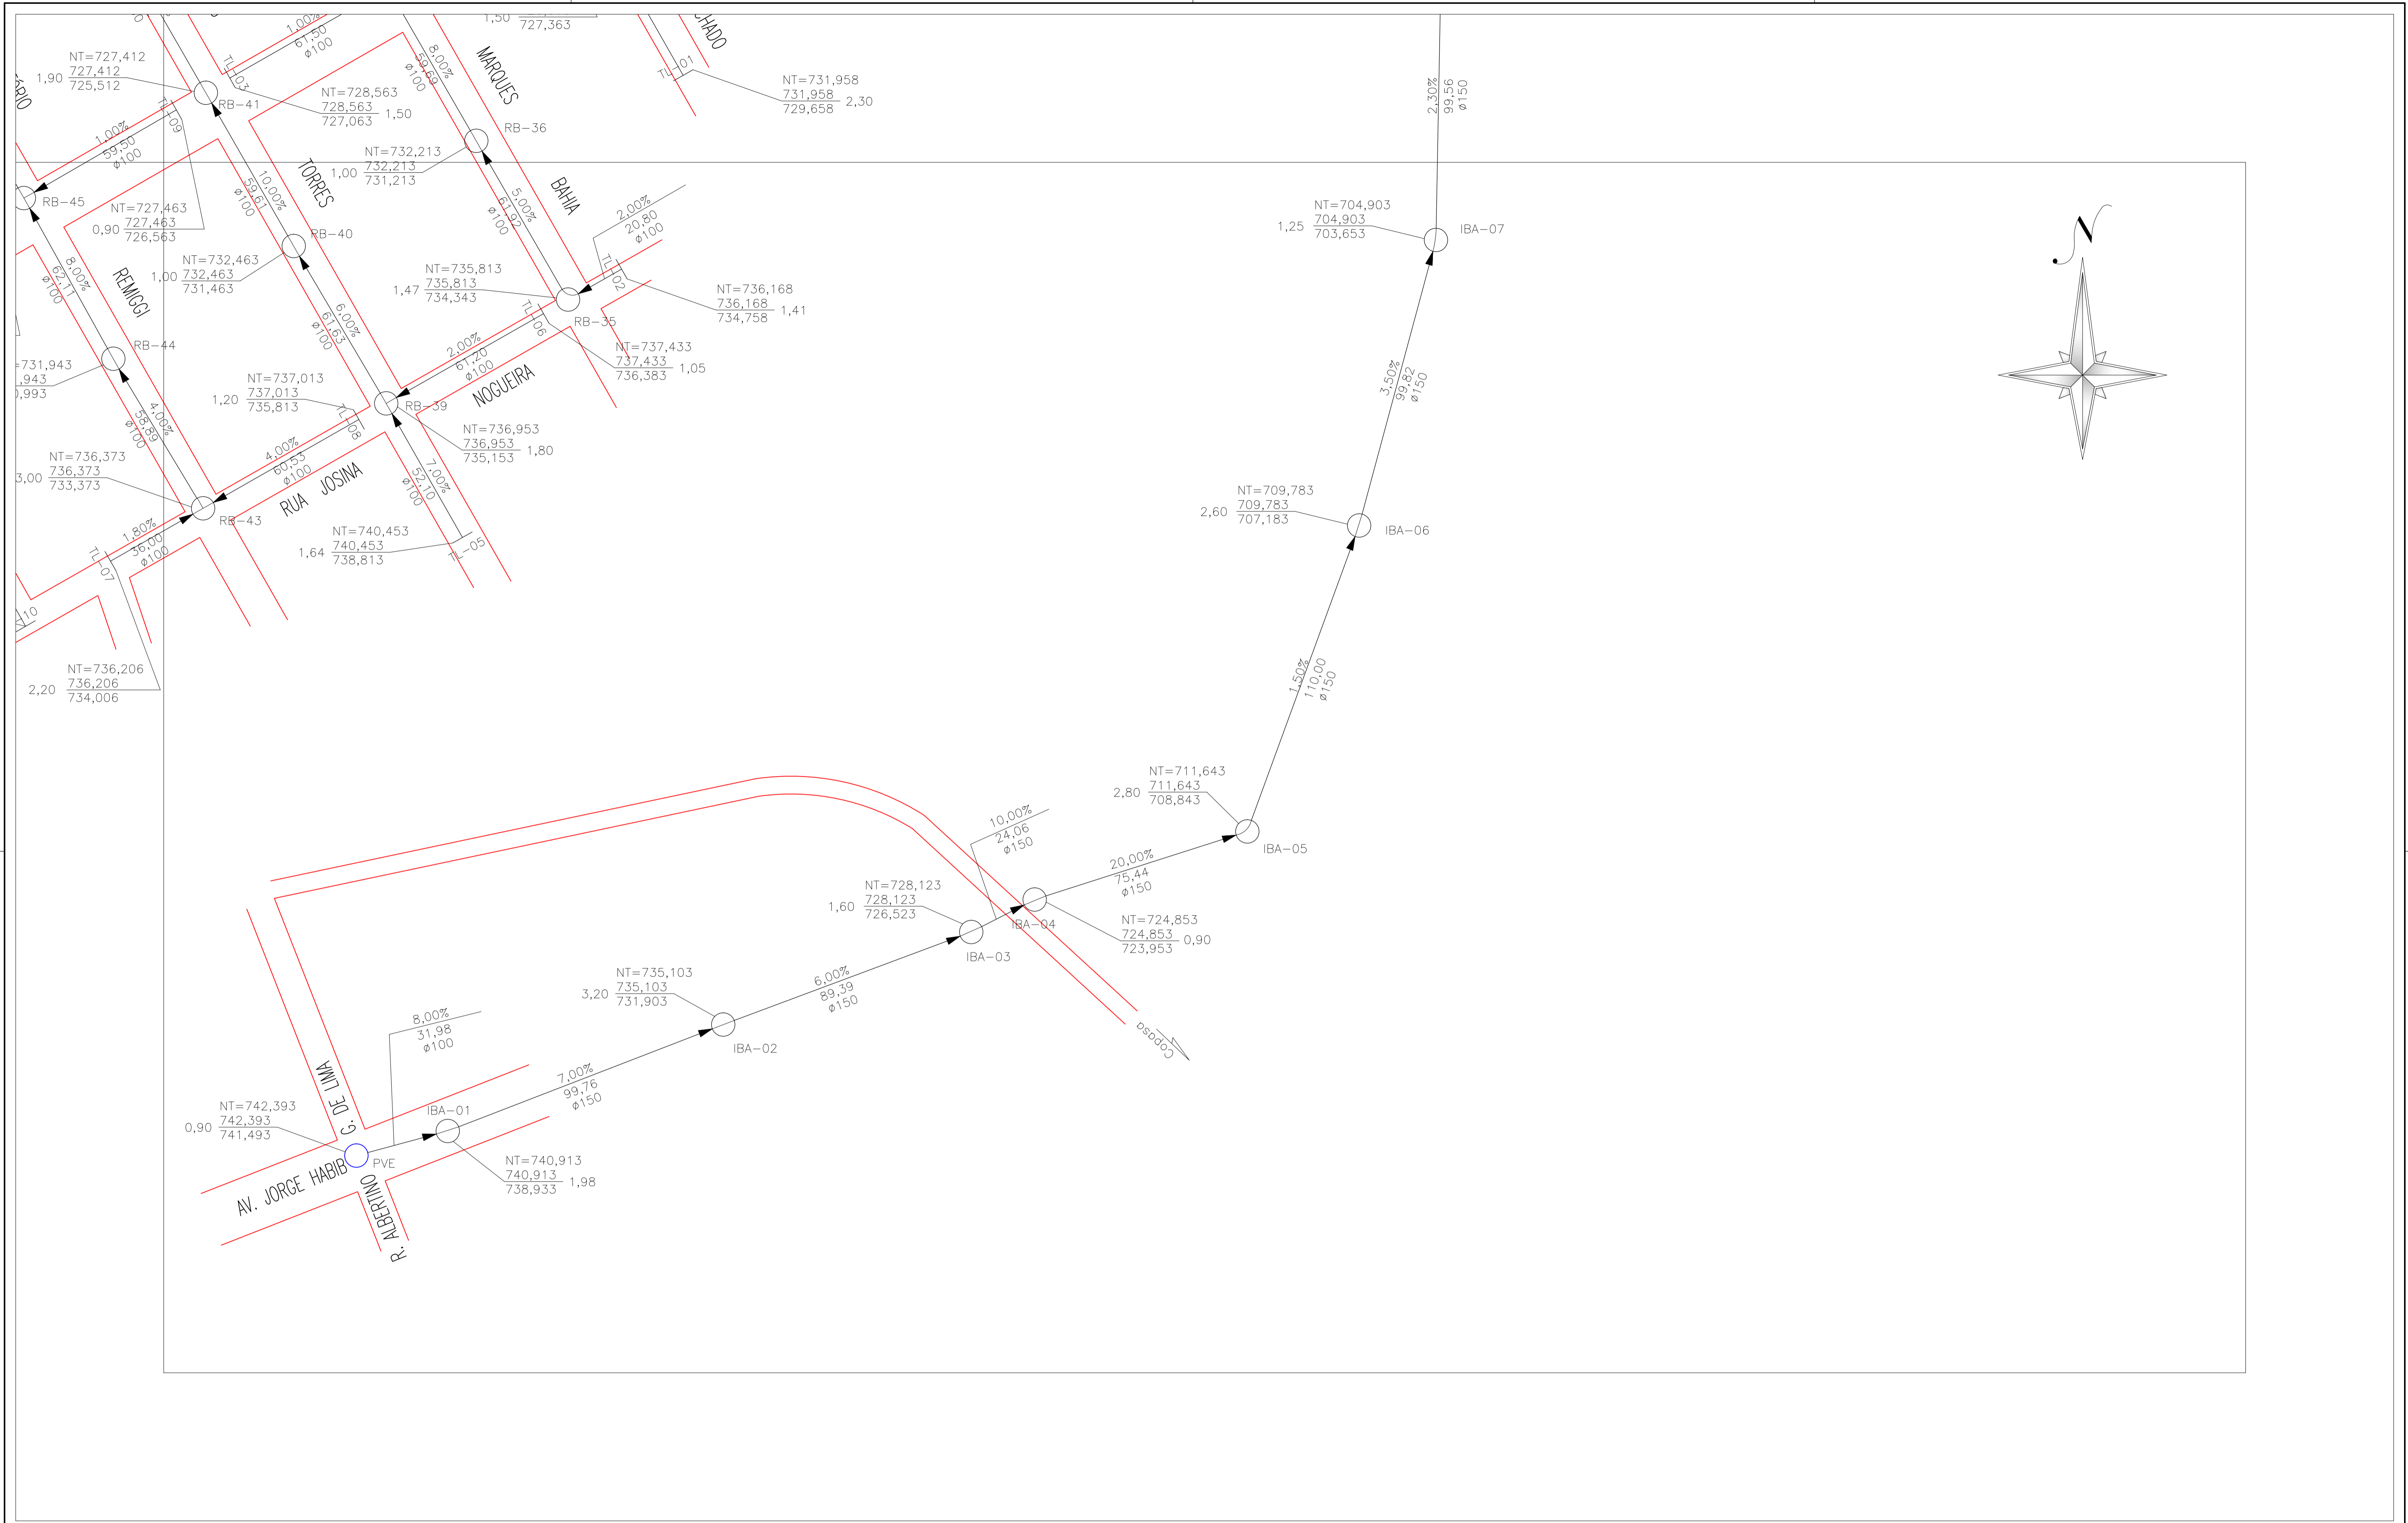 1,00%
61,50
ø100
1,50
727,363
CHADO
NT=727,412
1,90 727,412
725,512
ÓRIO
RB-41
TL-03
TL-09
NT=728,563
728,563 1,50
727,063
8,00%
59,69
ø100
MARQUES
BAHIA
TL-01
NT=731,958
731,958 2,30
729,658
2,30%
99,56
ø150
RB-36
NT=732,213
1,00 732,213
731,213
1,00%
59,50
ø100
RB-45
NT=727,463
0,90 727,463
726,563
10,00%
59,61
ø100
TORRES
RB-40
NT=732,463
1,00 732,463
731,463
5,00%
61,92
ø100
2,00%
20,80
ø100
TL-02
NT=704,903
1,25 704,903
703,653
IBA-07
N
8,00%
62,11
ø100
REMIGGI
NT=735,813
1,47 735,813
734,343
RB-35
NT=736,168
736,168 1,41
734,758
6,00%
61,63
ø100
TL-06
2,00%
61,20
ø100
NT=737,433
737,433 1,05
736,383
RB-44
=731,943
,943
0,993
NT=737,013
1,20 737,013
735,813
TL-08
RB-39
NOGUEIRA
NT=736,953
736,953 1,80
735,153
3,50%
99,82
ø150
4,00%
58,89
ø100
NT=736,373
3,00 736,373
733,373
4,00%
60,53
ø100
RUA JOSINA
7,00%
52,10
ø100
RB-43
1,80%
36,00
ø100
TL-07
NT=740,453
1,64 740,453
738,813
TL-05
NT=709,783
2,60 709,783
707,183
IBA-06
10
NT=736,206
2,20 736,206
734,006
1,50%
110,00
ø150
NT=711,643
2,80 711,643
708,843
IBA-05
10,00%
24,06
ø150
20,00%
75,44
ø150
NT=728,123
1,60 728,123
726,523
IBA-04
IBA-03
NT=724,853
724,853 0,90
723,953
NT=735,103
3,20 735,103
731,903
6,00%
89,39
ø150
IBA-02
Copasa
8,00%
31,98
ø100
7,00%
99,76
ø150
G. DE LIMA
NT=742,393
0,90 742,393
741,493
IBA-01
PVE
AV. JORGE HABIB
R. ALBERTINO
NT=740,913
740,913 1,98
738,933